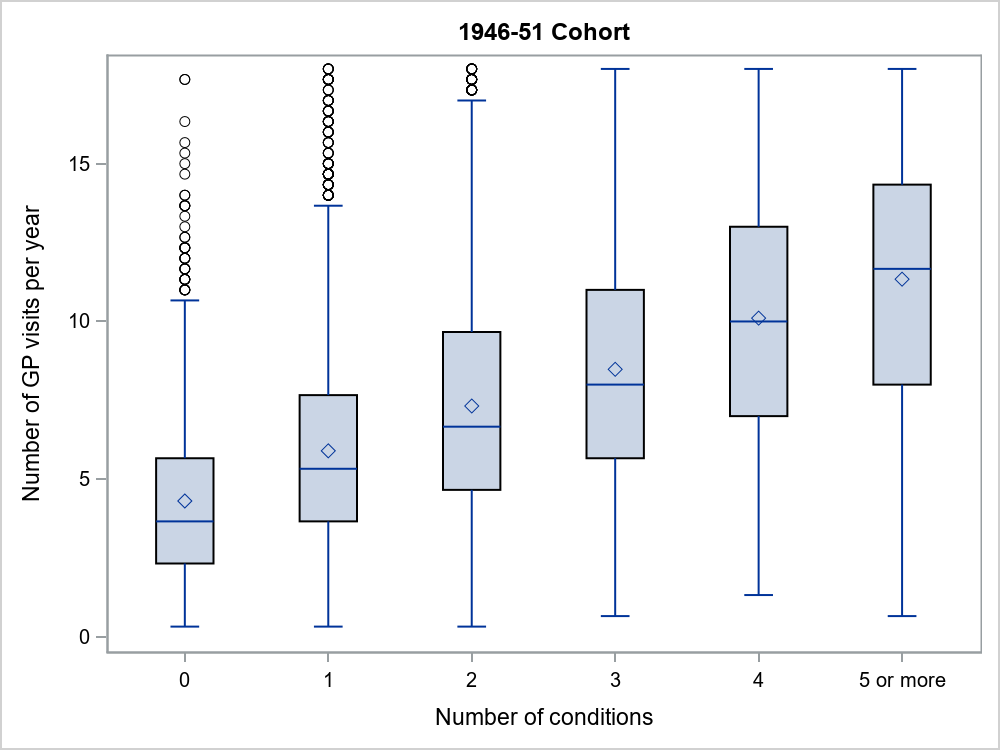 1946-51 Cohort
Number of GP visits per year
15
10
5
0
0 1 2 3 4 5 or more
Number of conditions